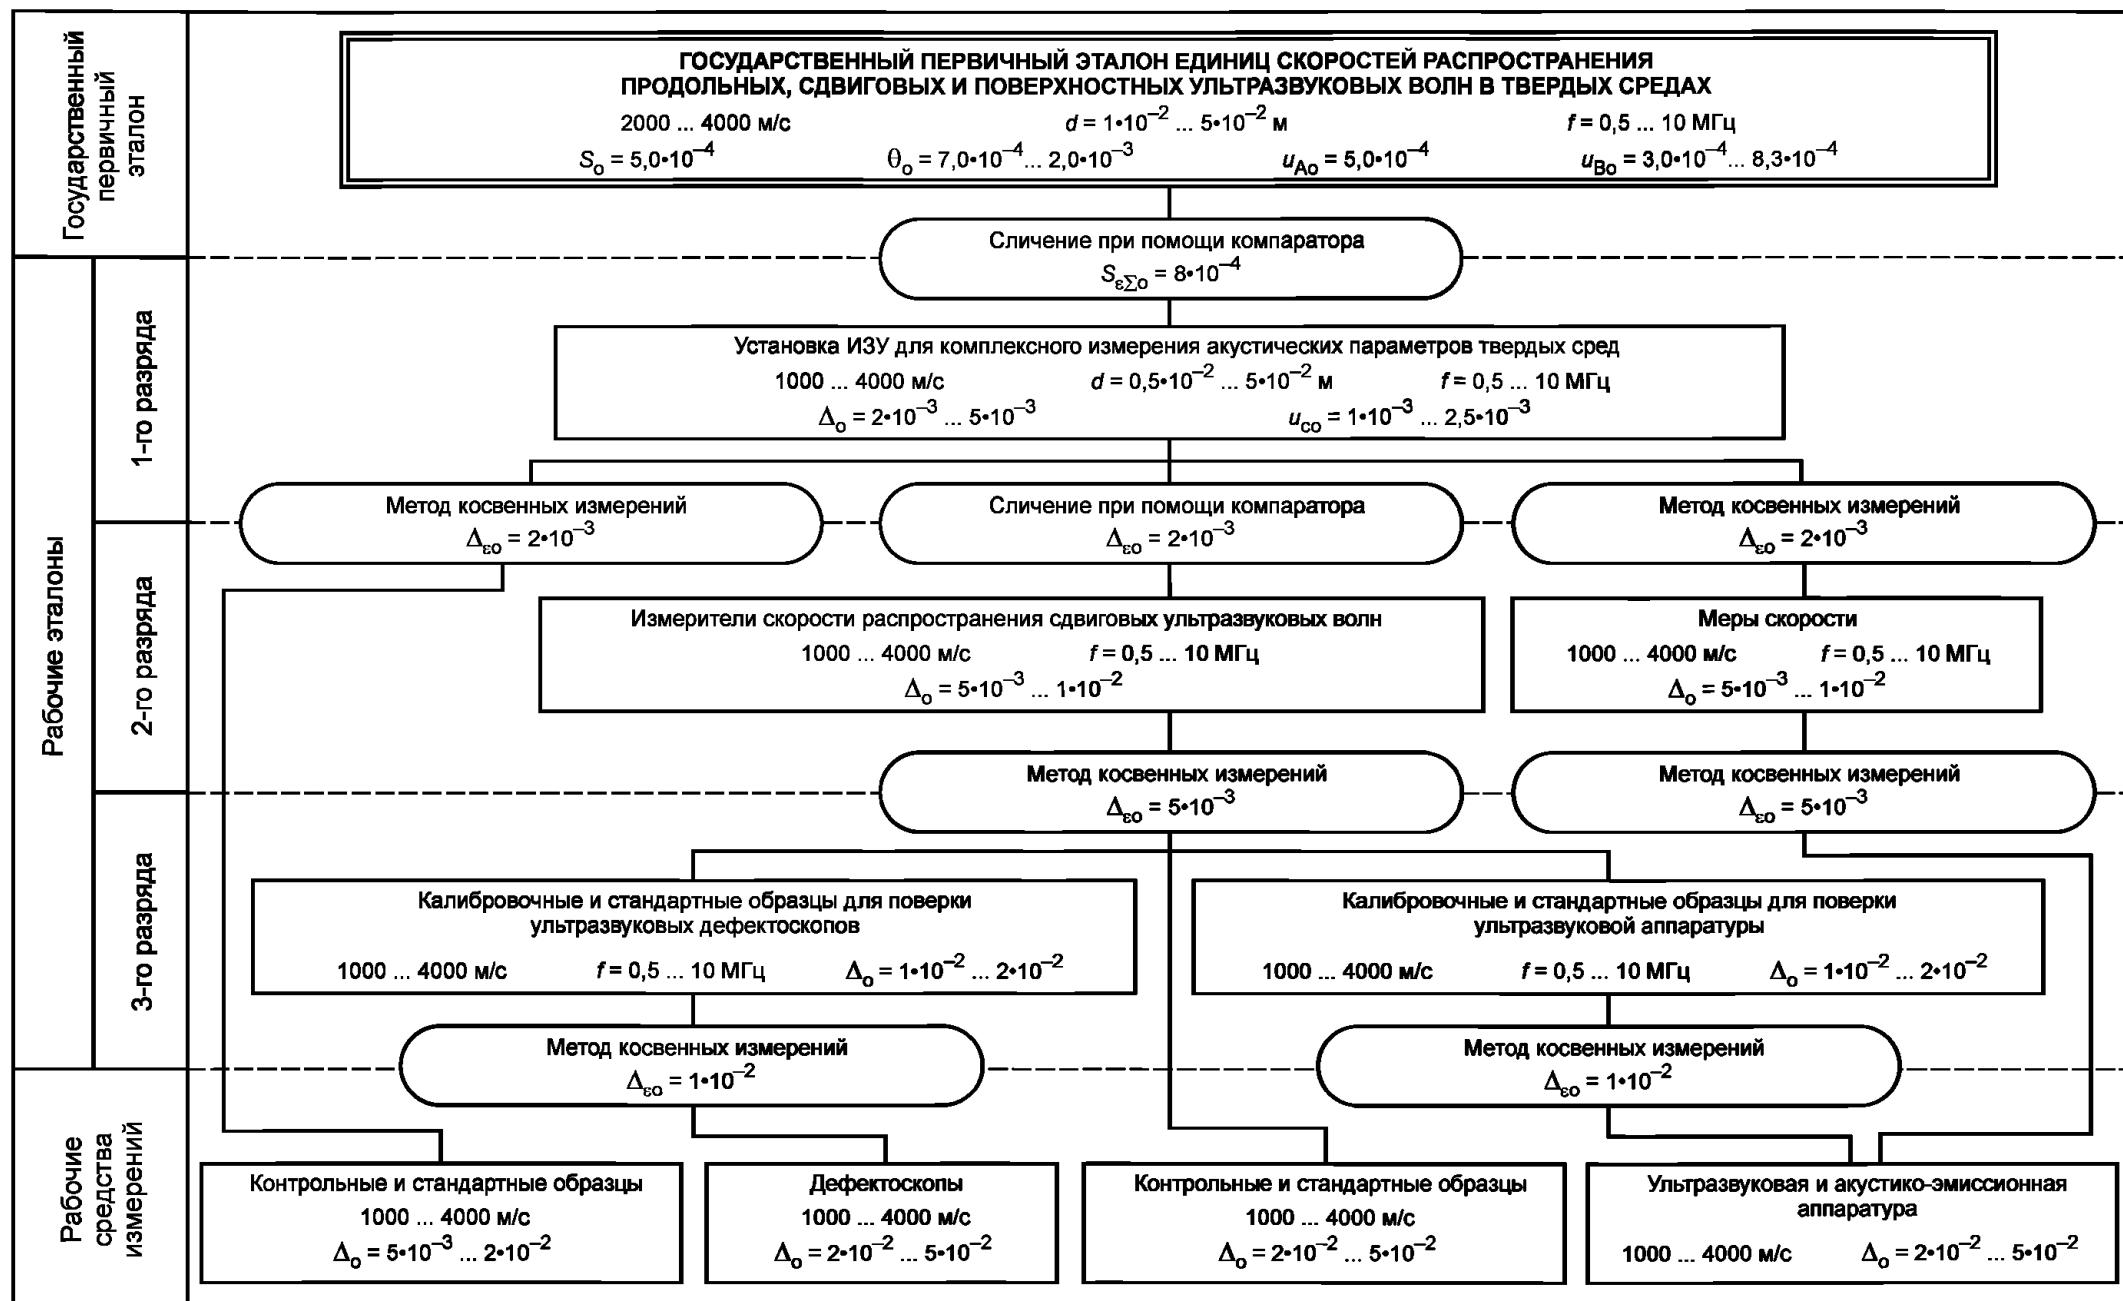 Государственный
первичный
эталон
ГОСУДАРСТВЕННЫЙ ПЕРВИЧНЫЙ ЭТАЛОН ЕДИНИЦ СКОРОСТЕЙ РАСПРОСТРАНЕНИЯ
ПРОДОЛЬНЫХ, СДВИГОВЫХ И ПОВЕРХНОСТНЫХ УЛЬТРАЗВУКОВЫХ ВОЛН В ТВЕРДЫХ СРЕДАХ
2000 ... 4000 м/с d = 1•10⁻² ... 5•10⁻² м f = 0,5 ... 10 МГц
Sₒ = 5,0•10⁻⁴ θₒ = 7,0•10⁻⁴... 2,0•10⁻³ u_Ao = 5,0•10⁻⁴ u_Bo = 3,0•10⁻⁴... 8,3•10⁻⁴
Сличение при помощи компаратора
S_εΣo = 8•10⁻⁴
Рабочие эталоны
1-го разряда
Установка ИЗУ для комплексного измерения акустических параметров твердых сред
1000 ... 4000 м/с d = 0,5•10⁻² ... 5•10⁻² м f = 0,5 ... 10 МГц
Δₒ = 2•10⁻³ ... 5•10⁻³ u_co = 1•10⁻³ ... 2,5•10⁻³
Метод косвенных измерений
Δ_εo = 2•10⁻³
Сличение при помощи компаратора
Δ_εo = 2•10⁻³
Метод косвенных измерений
Δ_εo = 2•10⁻³
2-го разряда
Измерители скорости распространения сдвиговых ультразвуковых волн
1000 ... 4000 м/с f = 0,5 ... 10 МГц
Δₒ = 5•10⁻³ ... 1•10⁻²
Меры скорости
1000 ... 4000 м/с f = 0,5 ... 10 МГц
Δₒ = 5•10⁻³ ... 1•10⁻²
Метод косвенных измерений
Δ_εo = 5•10⁻³
Метод косвенных измерений
Δ_εo = 5•10⁻³
3-го разряда
Калибровочные и стандартные образцы для поверки
ультразвуковых дефектоскопов
1000 ... 4000 м/с f = 0,5 ... 10 МГц Δₒ = 1•10⁻² ... 2•10⁻²
Калибровочные и стандартные образцы для поверки
ультразвуковой аппаратуры
1000 ... 4000 м/с f = 0,5 ... 10 МГц Δₒ = 1•10⁻² ... 2•10⁻²
Метод косвенных измерений
Δ_εo = 1•10⁻²
Метод косвенных измерений
Δ_εo = 1•10⁻²
Рабочие
средства
измерений
Контрольные и стандартные образцы
1000 ... 4000 м/с
Δₒ = 5•10⁻³ ... 2•10⁻²
Дефектоскопы
1000 ... 4000 м/с
Δₒ = 2•10⁻² ... 5•10⁻²
Контрольные и стандартные образцы
1000 ... 4000 м/с
Δₒ = 2•10⁻² ... 5•10⁻²
Ультразвуковая и акустико-эмиссионная
аппаратура
1000 ... 4000 м/с Δₒ = 2•10⁻² ... 5•10⁻²